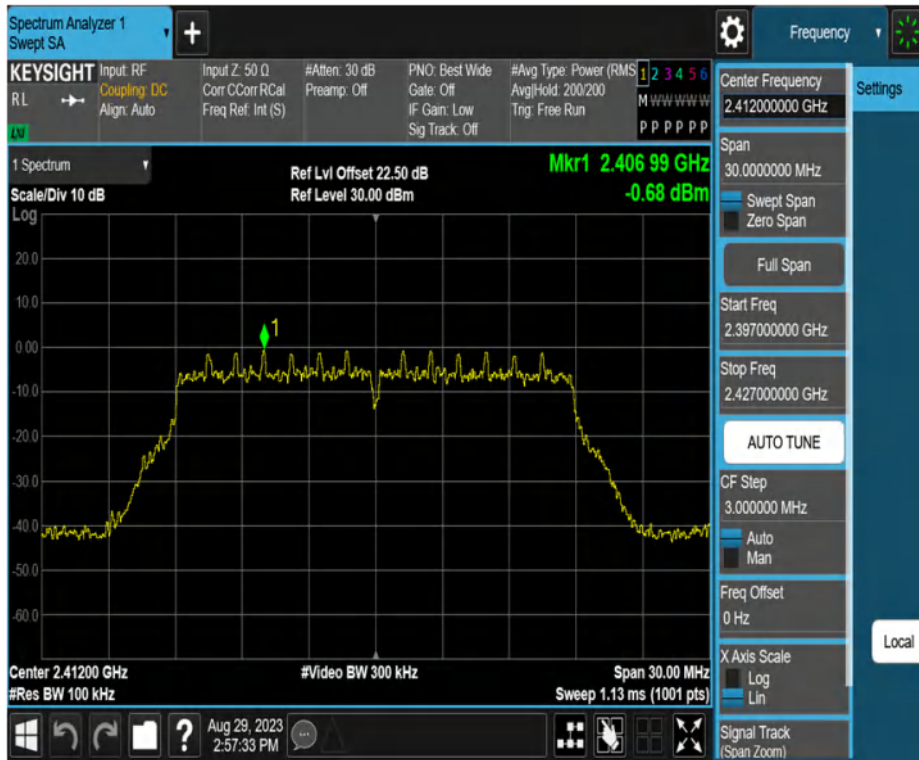 Spectrum Analyzer 1
Swept SA
+
Frequency
KEYSIGHT
RL
LXI
Input: RF
Coupling: DC
Align: Auto
Input Z: 50 Ω
Corr CCorr RCal
Freq Ref: Int (S)
#Atten: 30 dB
Preamp: Off
PNO: Best Wide
Gate: Off
IF Gain: Low
Sig Track: Off
#Avg Type: Power (RMS
Avg|Hold: 200/200
Trig: Free Run
1 2 3 4 5 6
M W W W W W
P P P P P P
1 Spectrum
Scale/Div 10 dB
Log
Ref Lvl Offset 22.50 dB
Ref Level 30.00 dBm
Mkr1 2.406 99 GHz
-0.68 dBm
20.0
10.0
0.00
-10.0
-20.0
-30.0
-40.0
-50.0
-60.0
1
Center 2.41200 GHz
#Res BW 100 kHz
#Video BW 300 kHz
Span 30.00 MHz
Sweep 1.13 ms (1001 pts)
?
Aug 29, 2023
2:57:33 PM
Center Frequency
2.412000000 GHz
Span
30.0000000 MHz
Swept Span
Zero Span
Full Span
Start Freq
2.397000000 GHz
Stop Freq
2.427000000 GHz
AUTO TUNE
CF Step
3.000000 MHz
Auto
Man
Freq Offset
0 Hz
X Axis Scale
Log
Lin
Signal Track
(Span Zoom)
Settings
Local